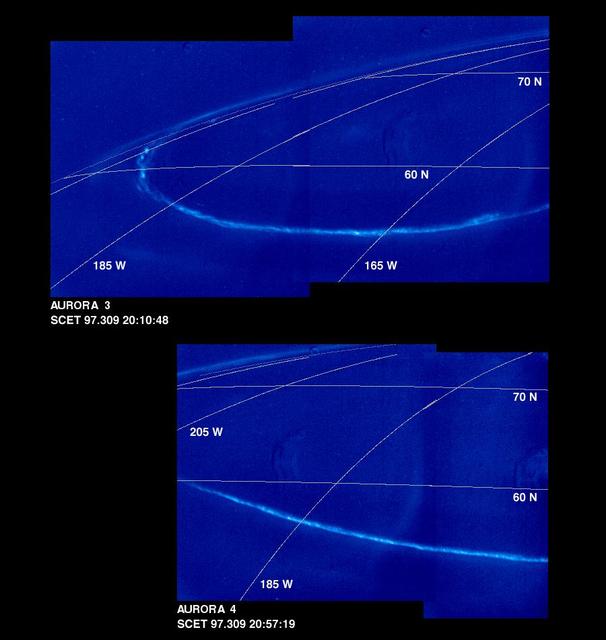 70 N
60 N
185 W
165 W
AURORA 3
SCET 97.309 20:10:48
70 N
205 W
60 N
185 W
AURORA 4
SCET 97.309 20:57:19